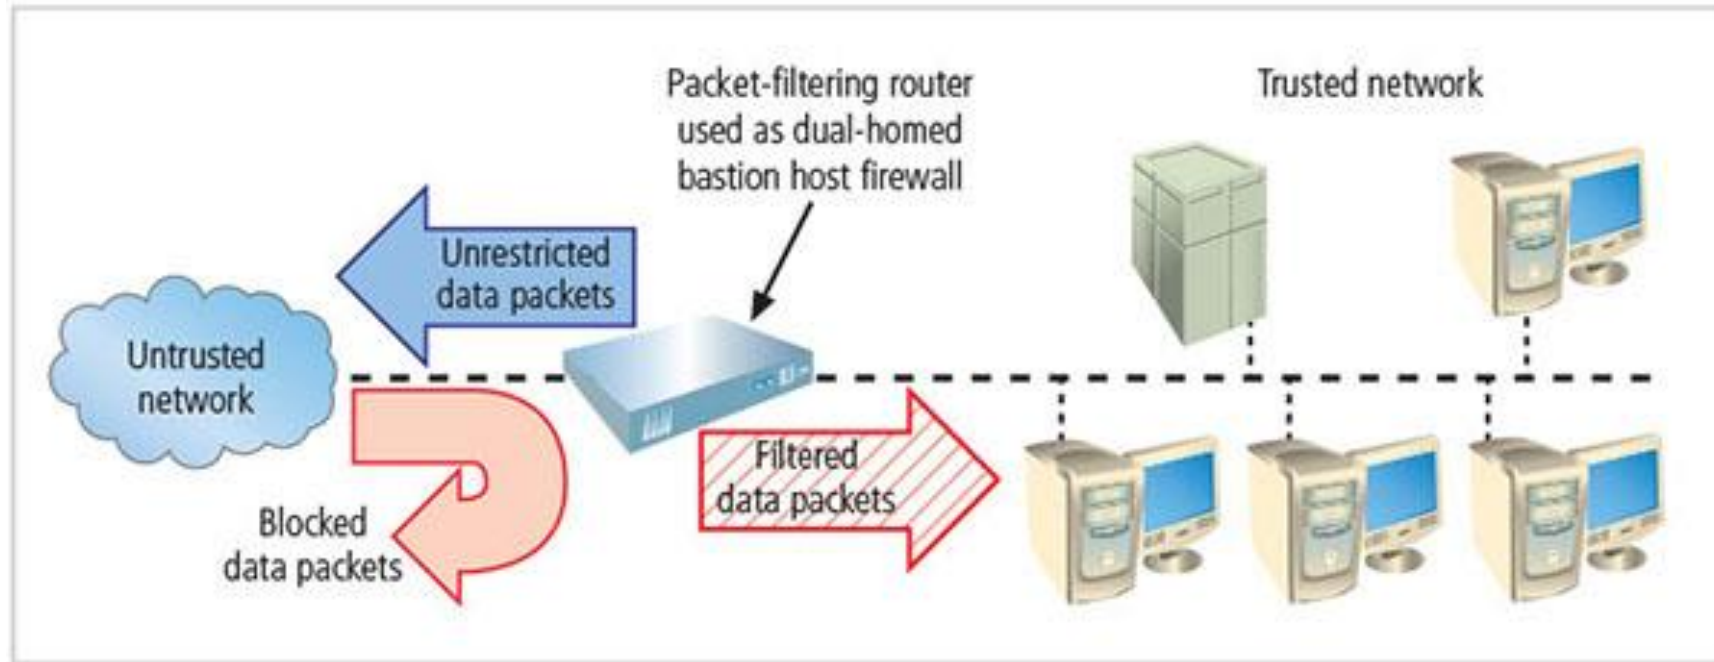 Packet-filtering router
used as dual-homed
bastion host firewall
Trusted network
Unrestricted
data packets
Untrusted
network
Blocked
data packets
Filtered
data packets